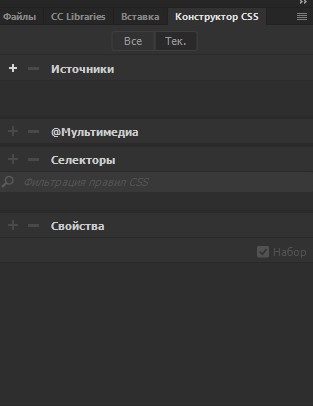 Файлы CC Libraries Вставка Конструктор CSS
Все Тек.
Источники
@Мультимедиа
Селекторы
Фильтрация правил CSS
Свойства
Набор